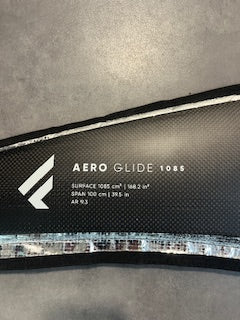 AERO GLIDE 1085
SURFACE 1085 cm² | 168.2 in²
SPAN 100 cm | 39.5 in
AR 9.3